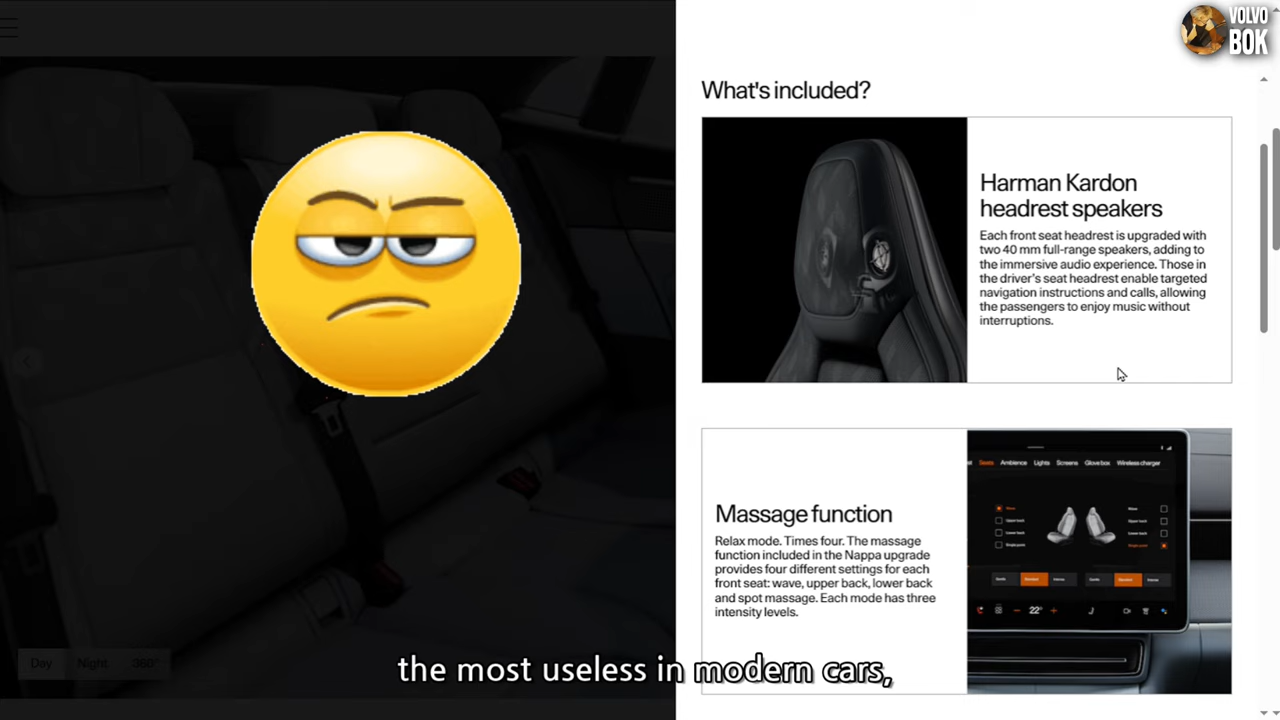 VOLVO
BOK
What's included?
Harman Kardon
headrest speakers
Each front seat headrest is upgraded with
two 40 mm full-range speakers, adding to
the immersive audio experience. Those in
the driver's seat headrest enable targeted
navigation instructions and calls, allowing
the passengers to enjoy music without
interruptions.
Massage function
Relax mode. Times four. The massage
function included in the Nappa upgrade
provides four different settings for each
front seat: wave, upper back, lower back
and spot massage. Each mode has three
intensity levels.
Seats Ambience Lights Screens Glove box Wireless charger
22°
Day Night 360°
the most useless in modern cars,